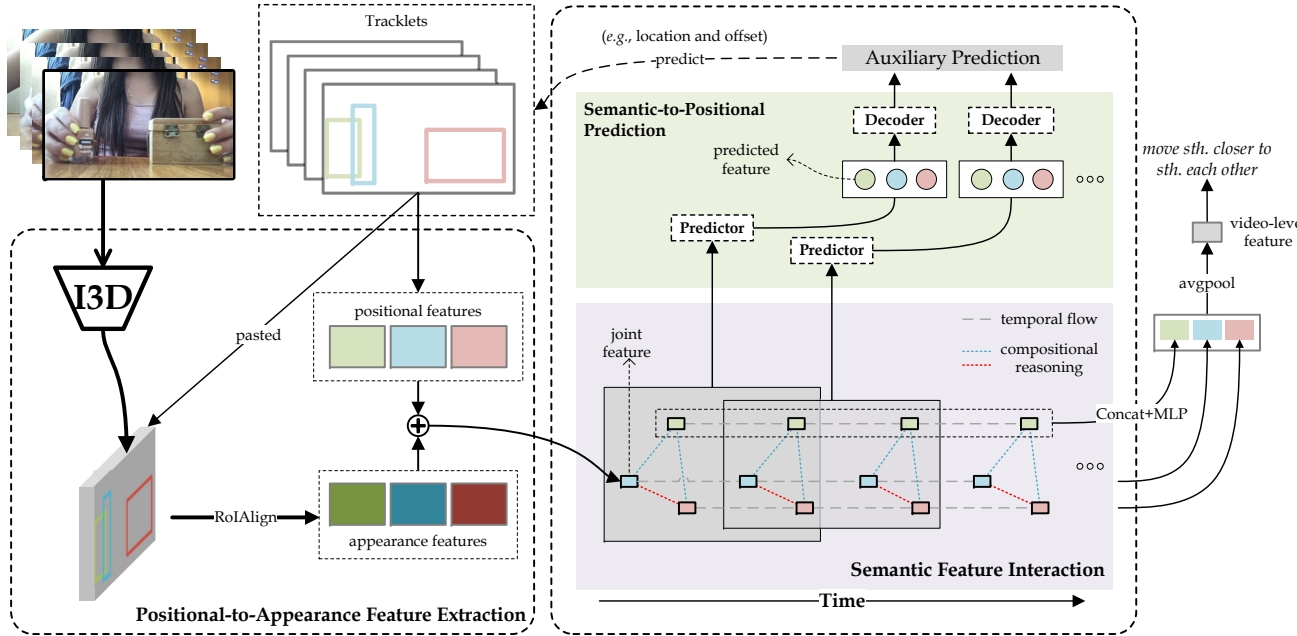 Tracklets
(e.g., location and offset)
predict
Auxiliary Prediction
Semantic-to-Positional
Prediction
Decoder
Decoder
predicted
feature
Predictor
Predictor
move sth. closer to
sth. each other
video-leve
feature
avgpool
I3D
pasted
positional features
RoIAlign
appearance features
Positional-to-Appearance Feature Extraction
joint
feature
temporal flow
compositional
reasoning
Concat+MLP
Semantic Feature Interaction
Time